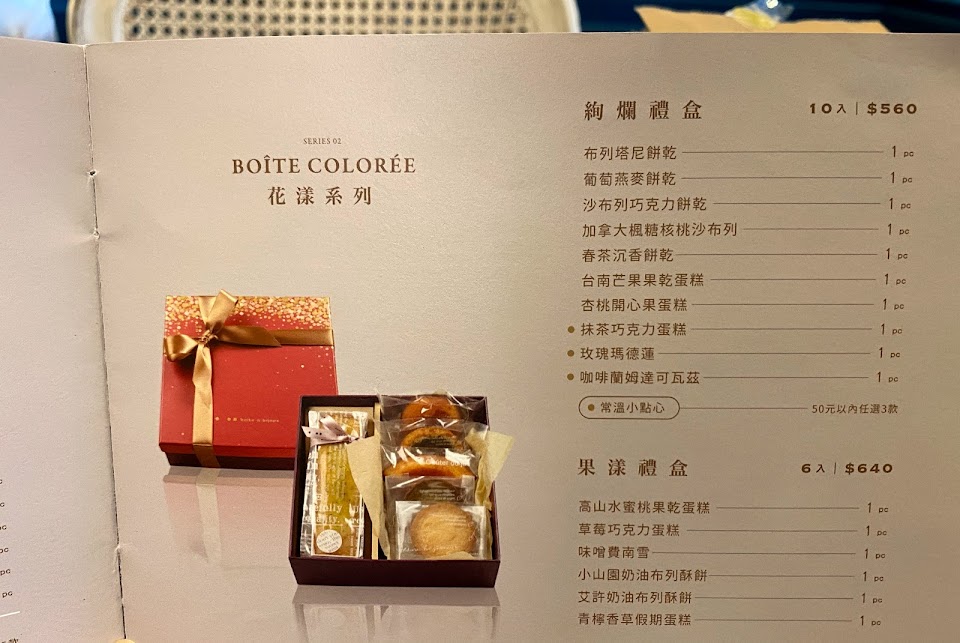 SERIES 02
BOÎTE COLORÉE
花漾系列
絢爛禮盒 10入 | $560
布列塔尼餅乾 1 pc
葡萄燕麥餅乾 1 pc
沙布列巧克力餅乾 1 pc
加拿大楓糖核桃沙布列 1 pc
春茶沉香餅乾 1 pc
台南芒果果乾蛋糕 1 pc
杏桃開心果蛋糕 1 pc
● 抹茶巧克力蛋糕 1 pc
● 玫瑰瑪德蓮 1 pc
● 咖啡蘭姆達可瓦茲 1 pc
● 常溫小點心 50元以內任選3款
果漾禮盒 6入 | $640
高山水蜜桃果乾蛋糕 1 pc
草莓巧克力蛋糕 1 pc
味噌費南雪 1 pc
小山園奶油布列酥餅 1 pc
艾許奶油布列酥餅 1 pc
青檸香草假期蛋糕 1 pc
pc
pc
款